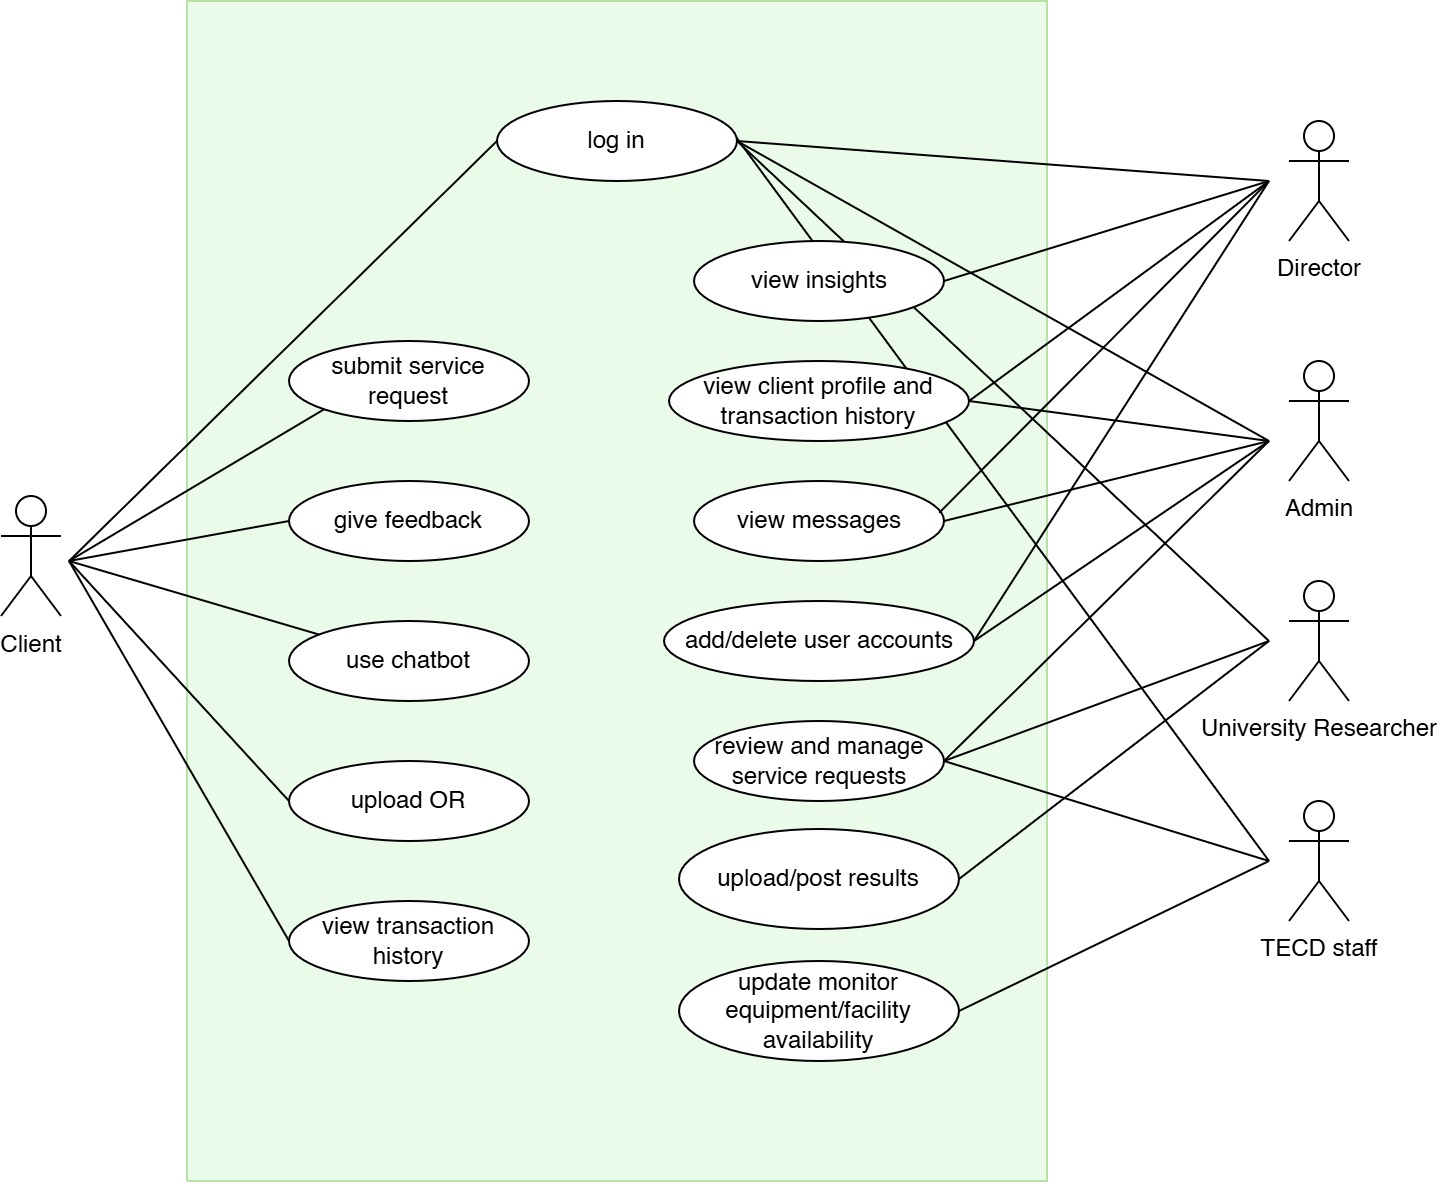 log in
Director
view insights
submit service
request
view client profile and
transaction history
Admin
give feedback
view messages
Client
use chatbot
add/delete user accounts
University Researcher
review and manage
service requests
upload OR
upload/post results
view transaction
history
TECD staff
update monitor
equipment/facility
availability